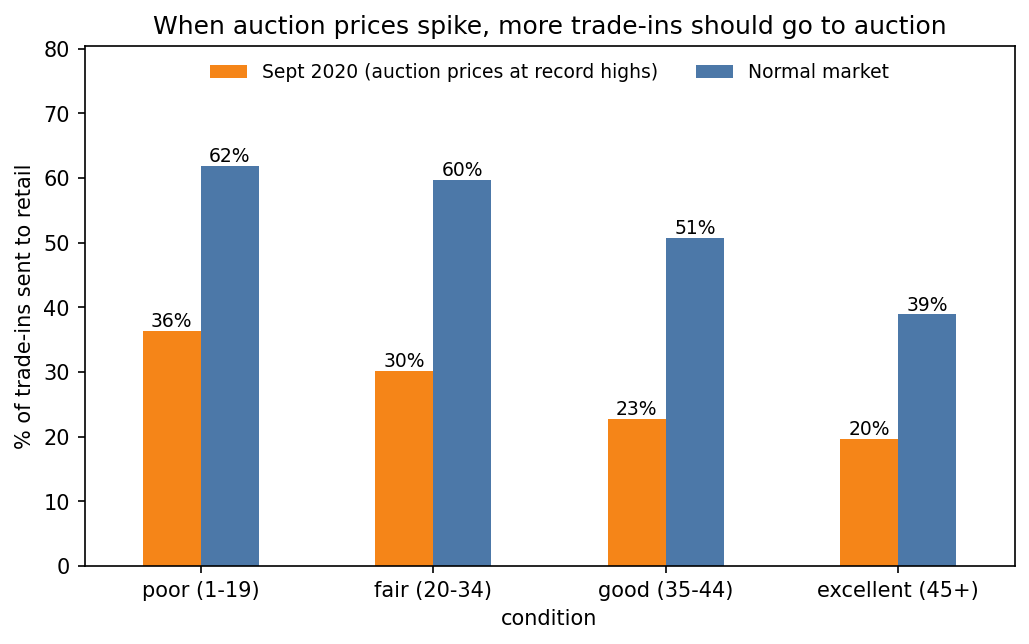 When auction prices spike, more trade-ins should go to auction
Sept 2020 (auction prices at record highs)
Normal market
% of trade-ins sent to retail
80
70
60
50
40
30
20
10
0
36%
62%
30%
60%
23%
51%
20%
39%
poor (1-19)
fair (20-34)
good (35-44)
excellent (45+)
condition